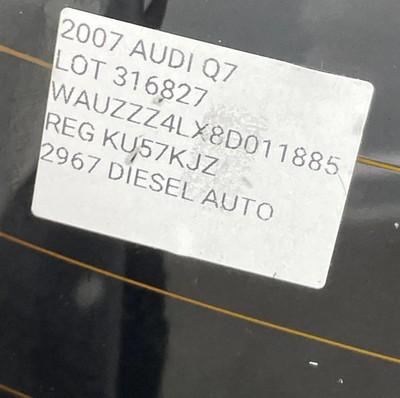 2007 AUDI Q7
LOT 316827
WAUZZZ4LX8D011885
REG KU57KJZ
2967 DIESEL AUTO